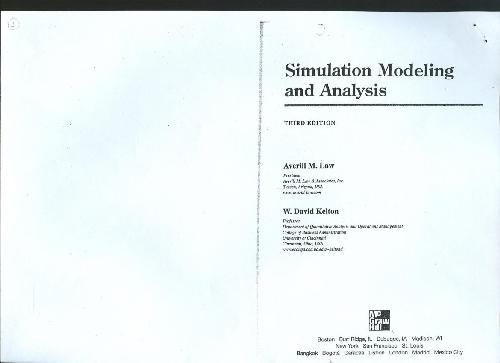 Simulation Modeling
and Analysis
THIRD EDITION
Averill M. Law
President
Averill M. Law & Associates, Inc.
Tucson, Arizona, USA
W. David Kelton
Professor
Department of Quantitative Analysis and Operations Management
College of Business Administration
University of Cincinnati
Cincinnati, Ohio, USA
Mc
Graw
Hill
Boston Burr Ridge, IL Dubuque, IA Madison, WI
New York San Francisco St. Louis
Bangkok Bogotá Caracas Lisbon London Madrid Mexico City